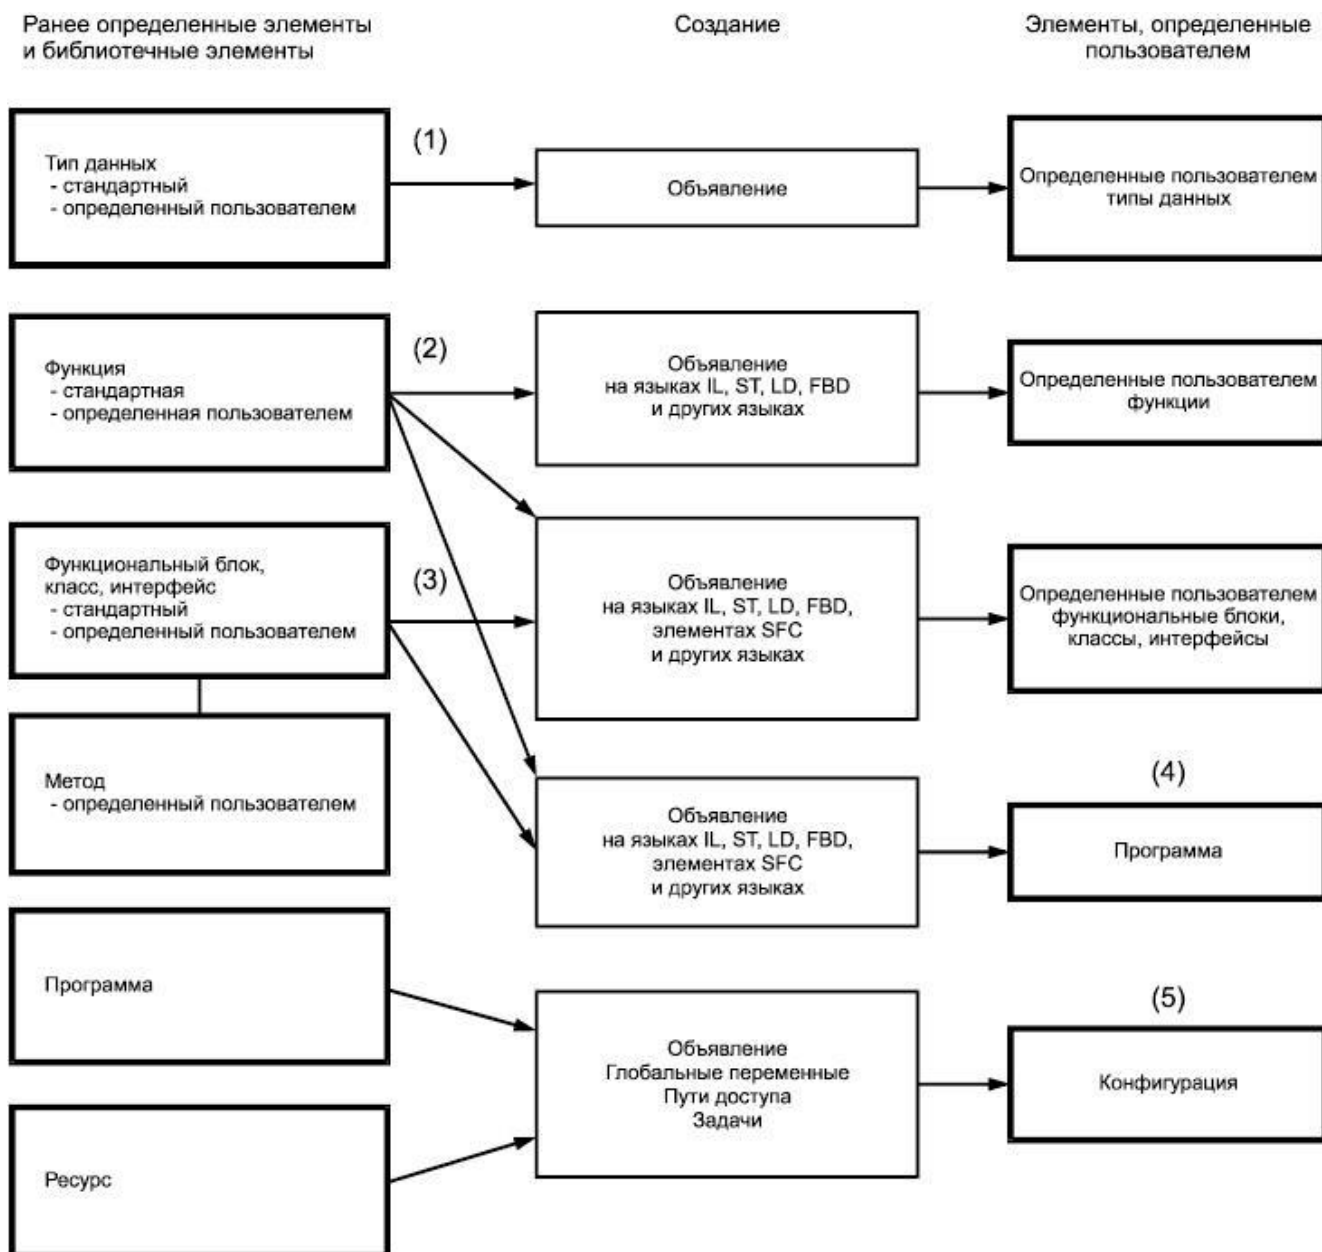 Ранее определенные элементы
и библиотечные элементы
Создание
Элементы, определенные
пользователем
Тип данных
- стандартный
- определенный пользователем
(1)
Объявление
Определенные пользователем
типы данных
Функция
- стандартная
- определенная пользователем
(2)
Объявление
на языках IL, ST, LD, FBD
и других языках
Определенные пользователем
функции
Функциональный блок,
класс, интерфейс
- стандартный
- определенный пользователем
(3)
Объявление
на языках IL, ST, LD, FBD,
элементах SFC
и других языках
Определенные пользователем
функциональные блоки,
классы, интерфейсы
Метод
- определенный пользователем
Объявление
на языках IL, ST, LD, FBD,
элементах SFC
и других языках
(4)
Программа
Программа
Объявление
Глобальные переменные
Пути доступа
Задачи
(5)
Конфигурация
Ресурс